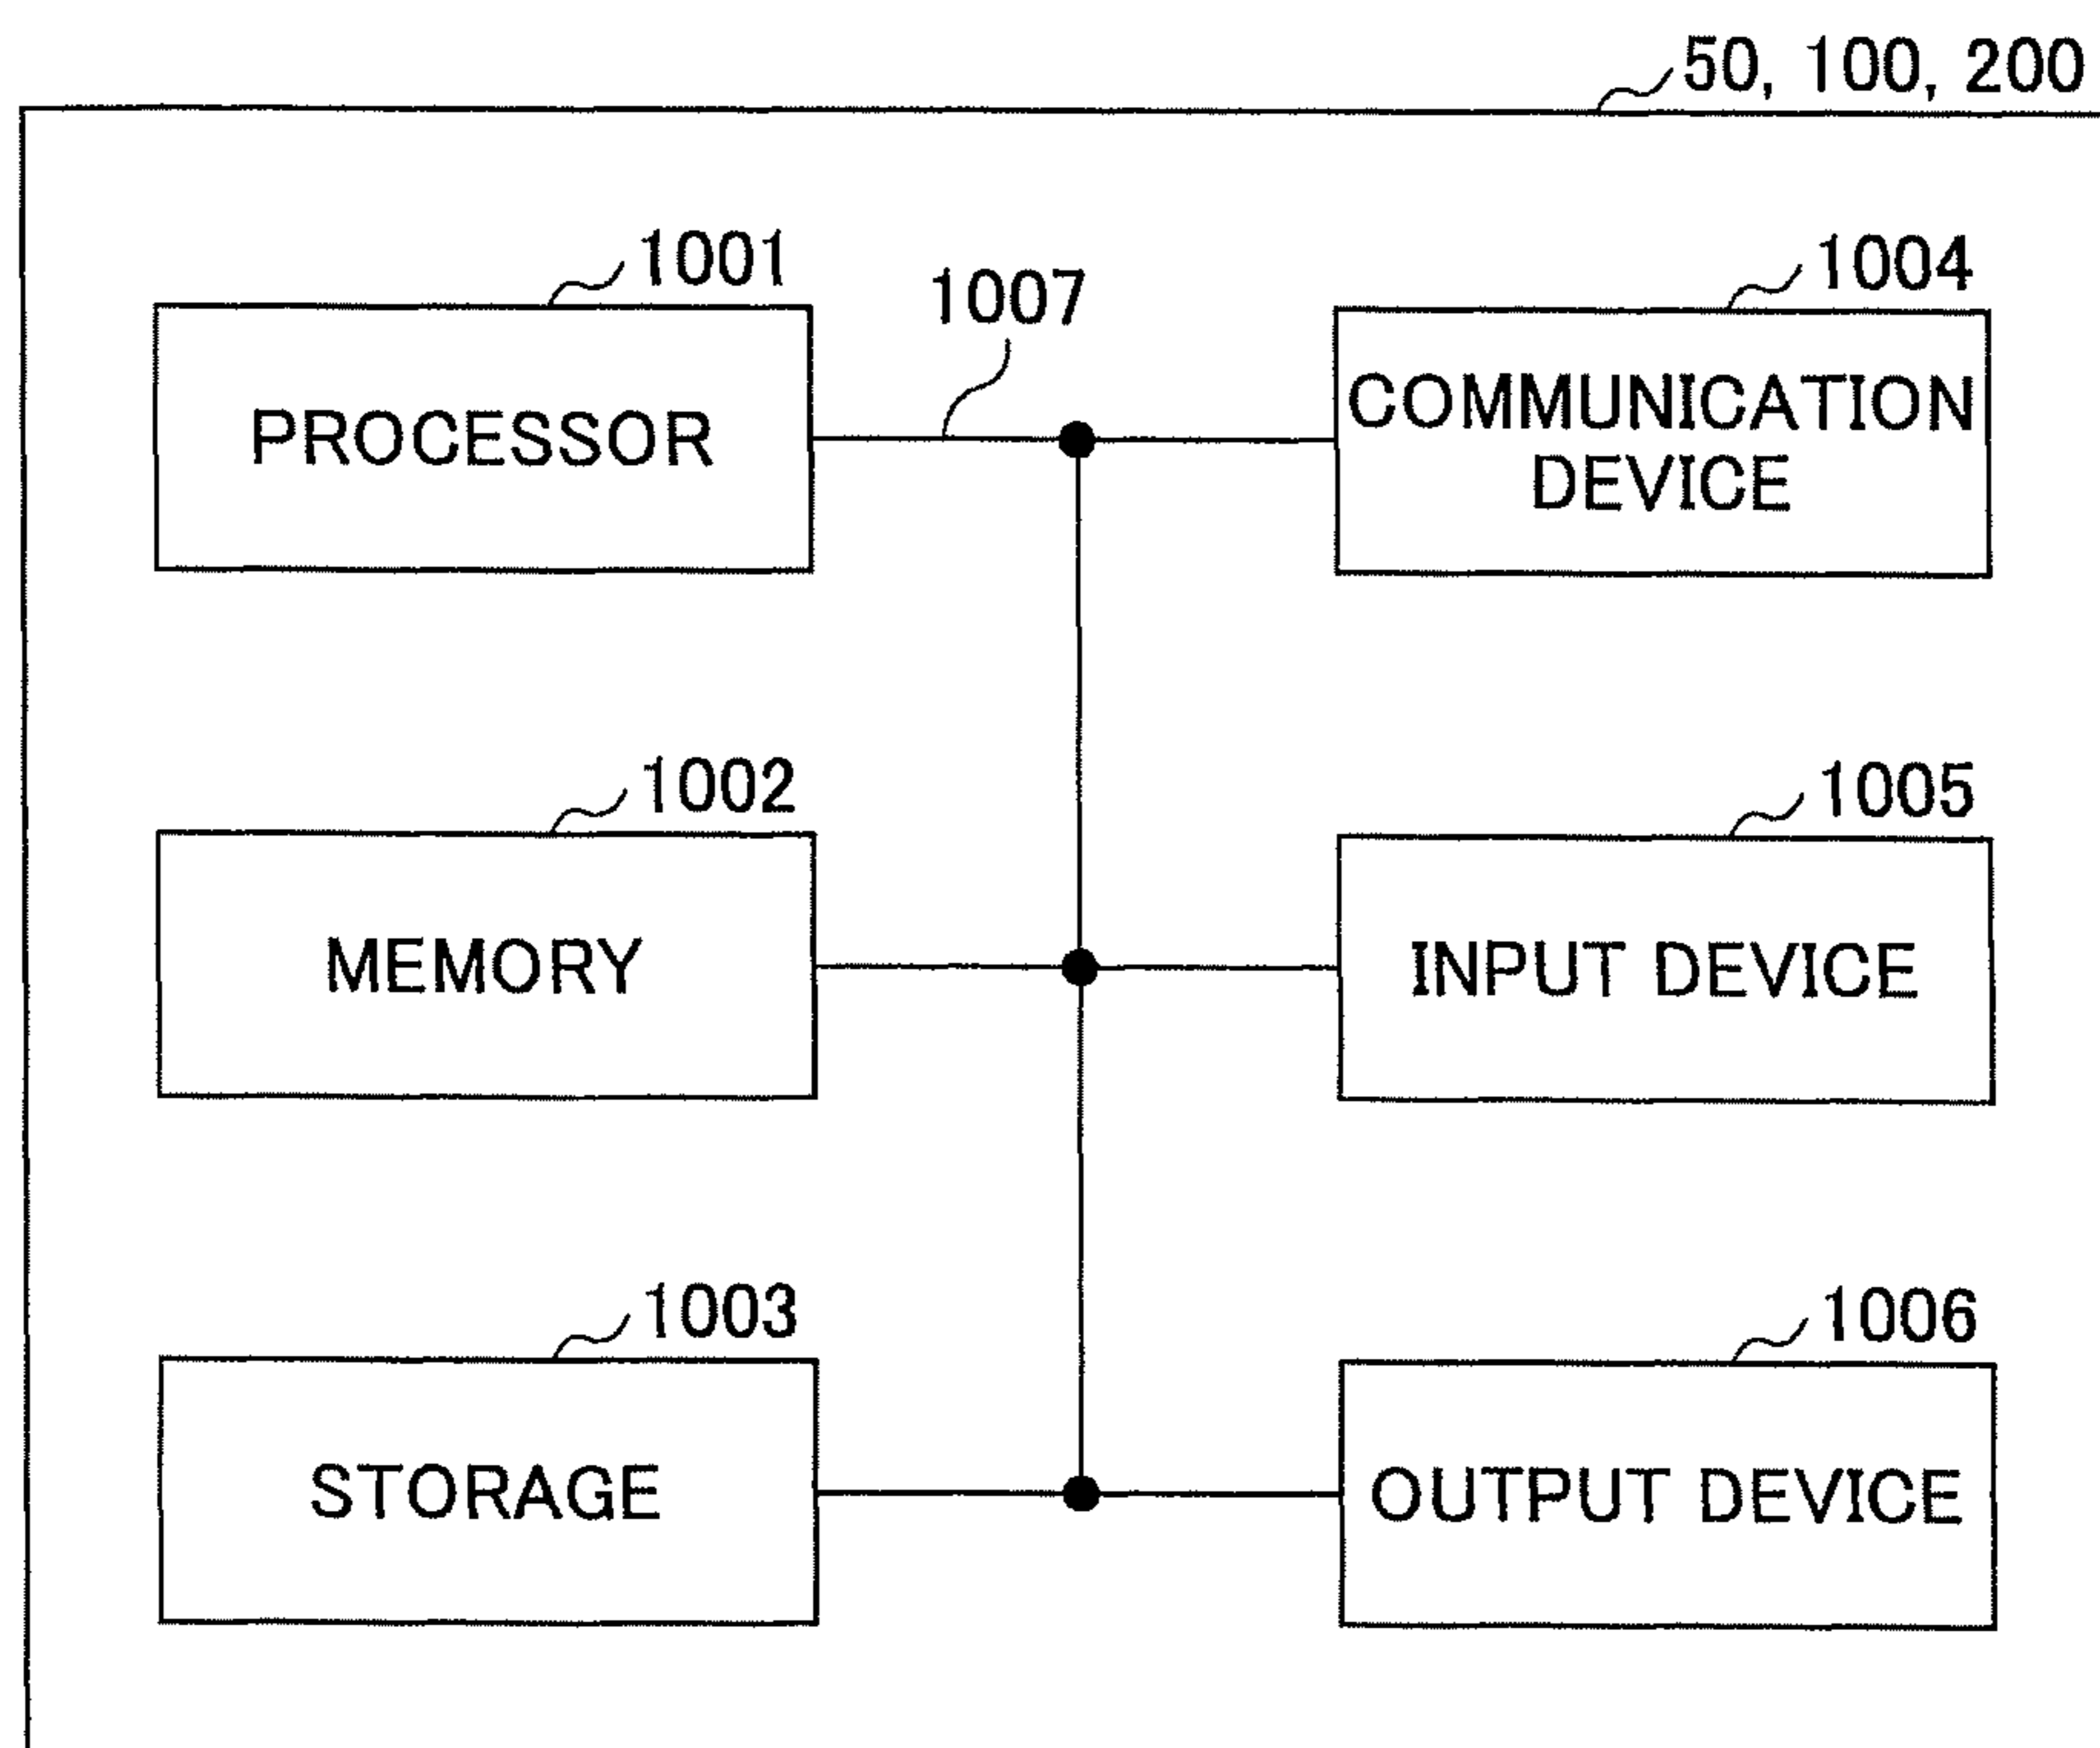 50, 100, 200
1001
1007
1004
PROCESSOR
COMMUNICATION
DEVICE
1002
1005
MEMORY
INPUT DEVICE
1003
1006
STORAGE
OUTPUT DEVICE